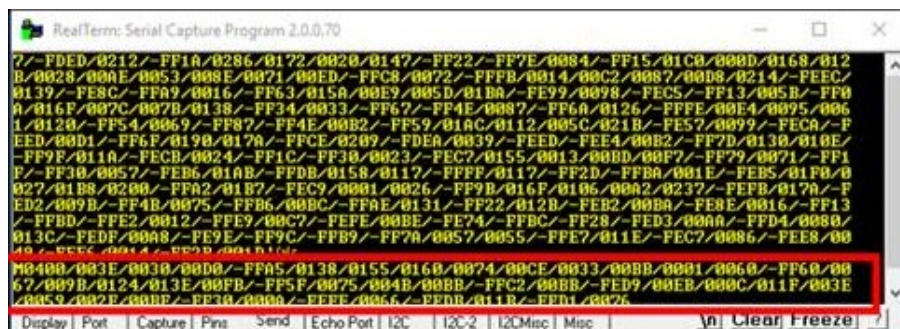 RealTerm: Serial Capture Program 2.0.0.70
7/-FDED/0212/-FF1A/0286/0172/0020/0147/-FF22/-FF7E/0084/-FF15/01C0/000D/0168/012
B/0028/00AE/0053/008E/0071/00ED/-FFC8/0072/-FFFB/0014/00C2/0087/00D8/0214/-FEEC/
0139/-FE8C/-FFA9/0016/-FF63/015A/00E9/005D/01BA/-FE99/0098/-FEC5/-FF13/005B/-FF0
A/016F/007C/007B/0138/-FF34/0033/-FF67/-FF4E/0087/-FF6A/0126/-FFFE/00E4/0095/006
1/0120/-FF54/0069/-FF87/-FF4E/00B2/-FF59/01AC/0112/005C/021B/-FE57/0099/-FECA/-F
EED/00D1/-FF6F/0190/017A/-FFCE/0209/-FDEA/0039/-FEED/-FEE4/00B2/-FF7D/0130/010E/
-FF9F/011A/-FECB/0024/-FF1C/-FF30/0023/-FEC7/0155/0013/00BD/00F7/-FF79/0071/-FF1
F/-FF30/0057/-FEB6/01AB/-FFDB/0158/0117/-FFFF/0117/-FF2D/-FFBA/001E/-FEB5/01F0/0
027/01B8/0200/-FFA2/01B7/-FEC9/0001/0026/-FF9B/016F/0106/00A2/0237/-FEFB/017A/-F
ED2/009B/-FF4B/0075/-FFB6/00BC/-FFAE/0131/-FF22/012B/-FEB2/00BA/-FE8E/0016/-FF13
/-FFBD/-FFE2/0012/-FFE9/00C7/-FEFE/00BE/-FE74/-FFBC/-FF28/-FED3/00AA/-FFD4/0080/
013C/-FEDF/00A8/-FE9E/-FF9C/-FFB9/-FF7A/0057/0055/-FFE7/011E/-FEC7/0086/-FEE8/00
M0400/003E/0030/00D0/-FFA5/0138/0155/0160/0074/00CE/0033/00BB/0001/0060/-FF60/00
67/009B/0124/013E/00FB/-FF5F/0075/004B/00BB/-FFC2/00BB/-FED9/00EB/000C/011F/003E
/0059/002F/00BF/-FF30/000A/-FFFF/0066/-FFDB/011B/-FFD1/0076
Display Port Capture Pins Send Echo Port I2C I2C-2 I2CMisc Misc \n Clear Freeze ?